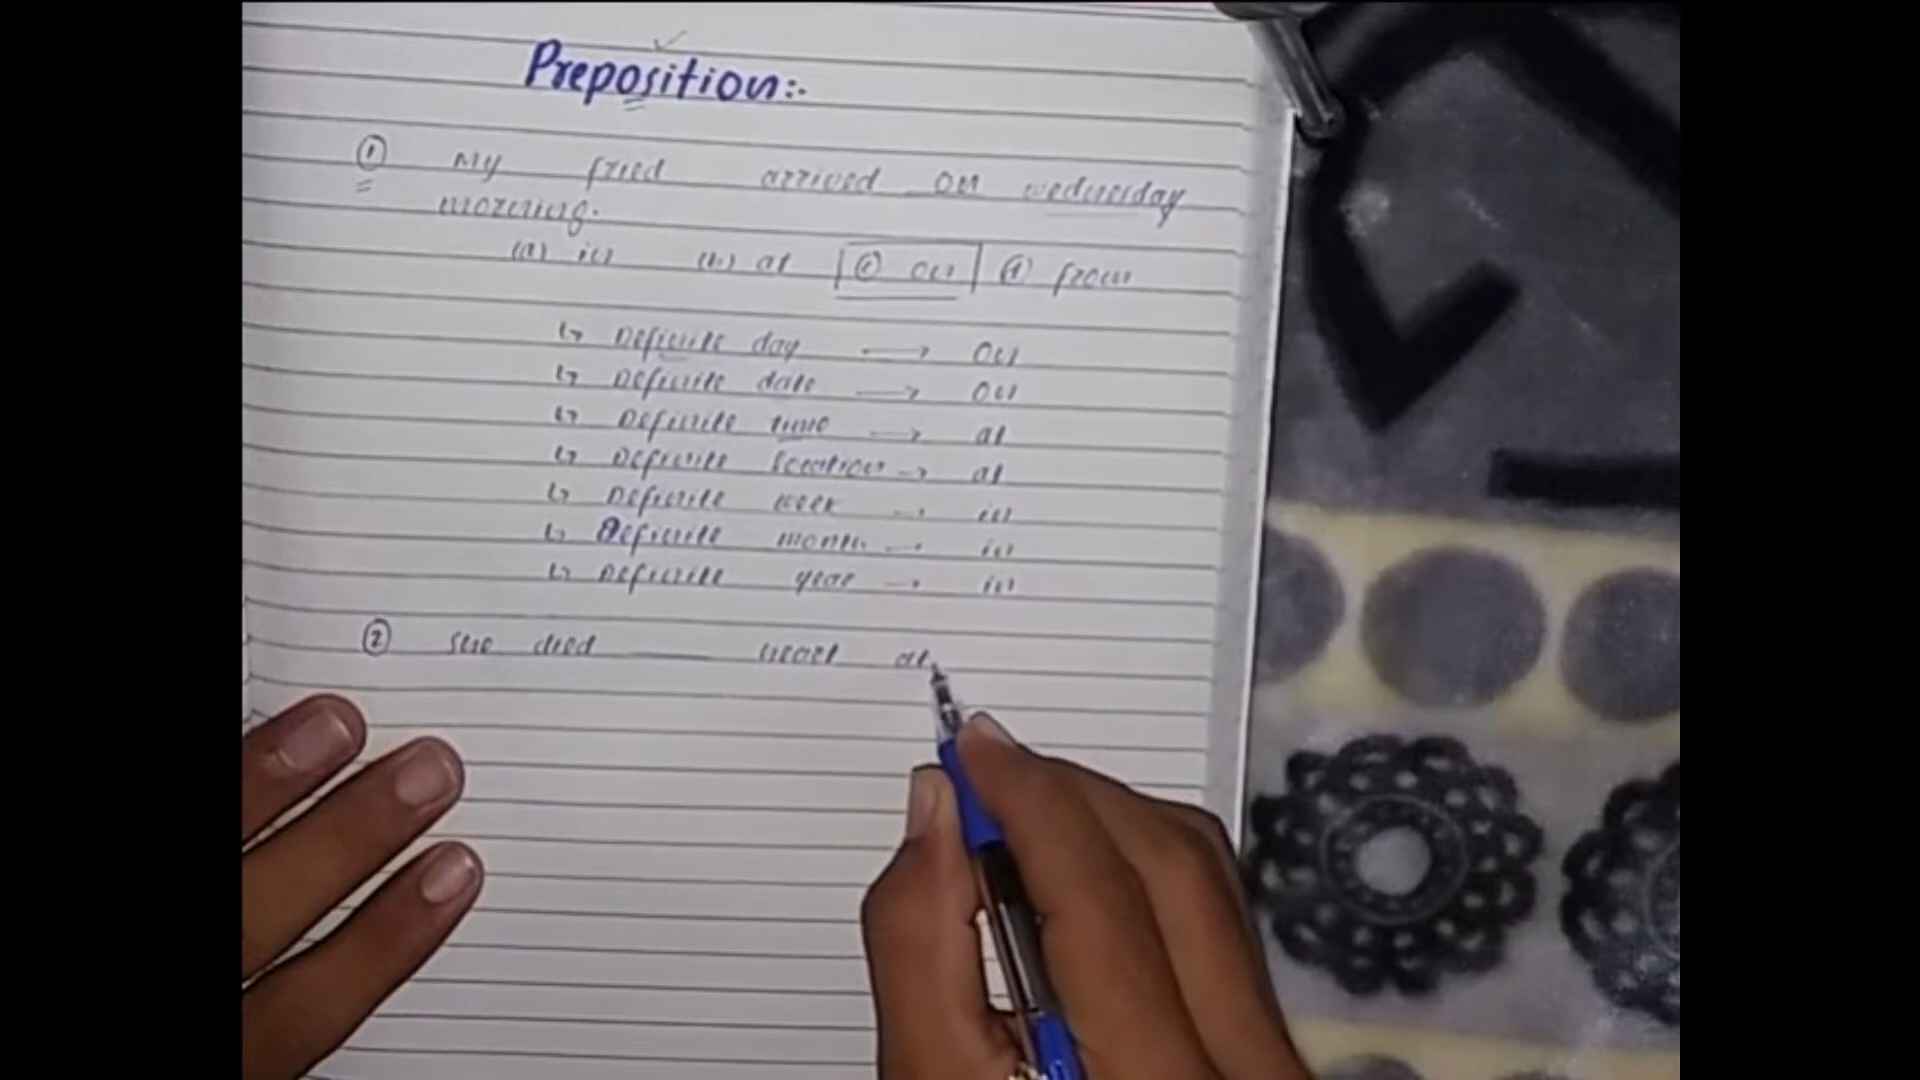 Preposition:-
① My fried arrived on wednesday
morning.
(a) in (b) at (c) on (d) from
↳ Definite day → on
↳ Definite date → on
↳ Definite time → at
↳ Definite location → at
↳ Definite week → in
↳ Definite month → in
↳ Definite year → in
② She died ____ heart at